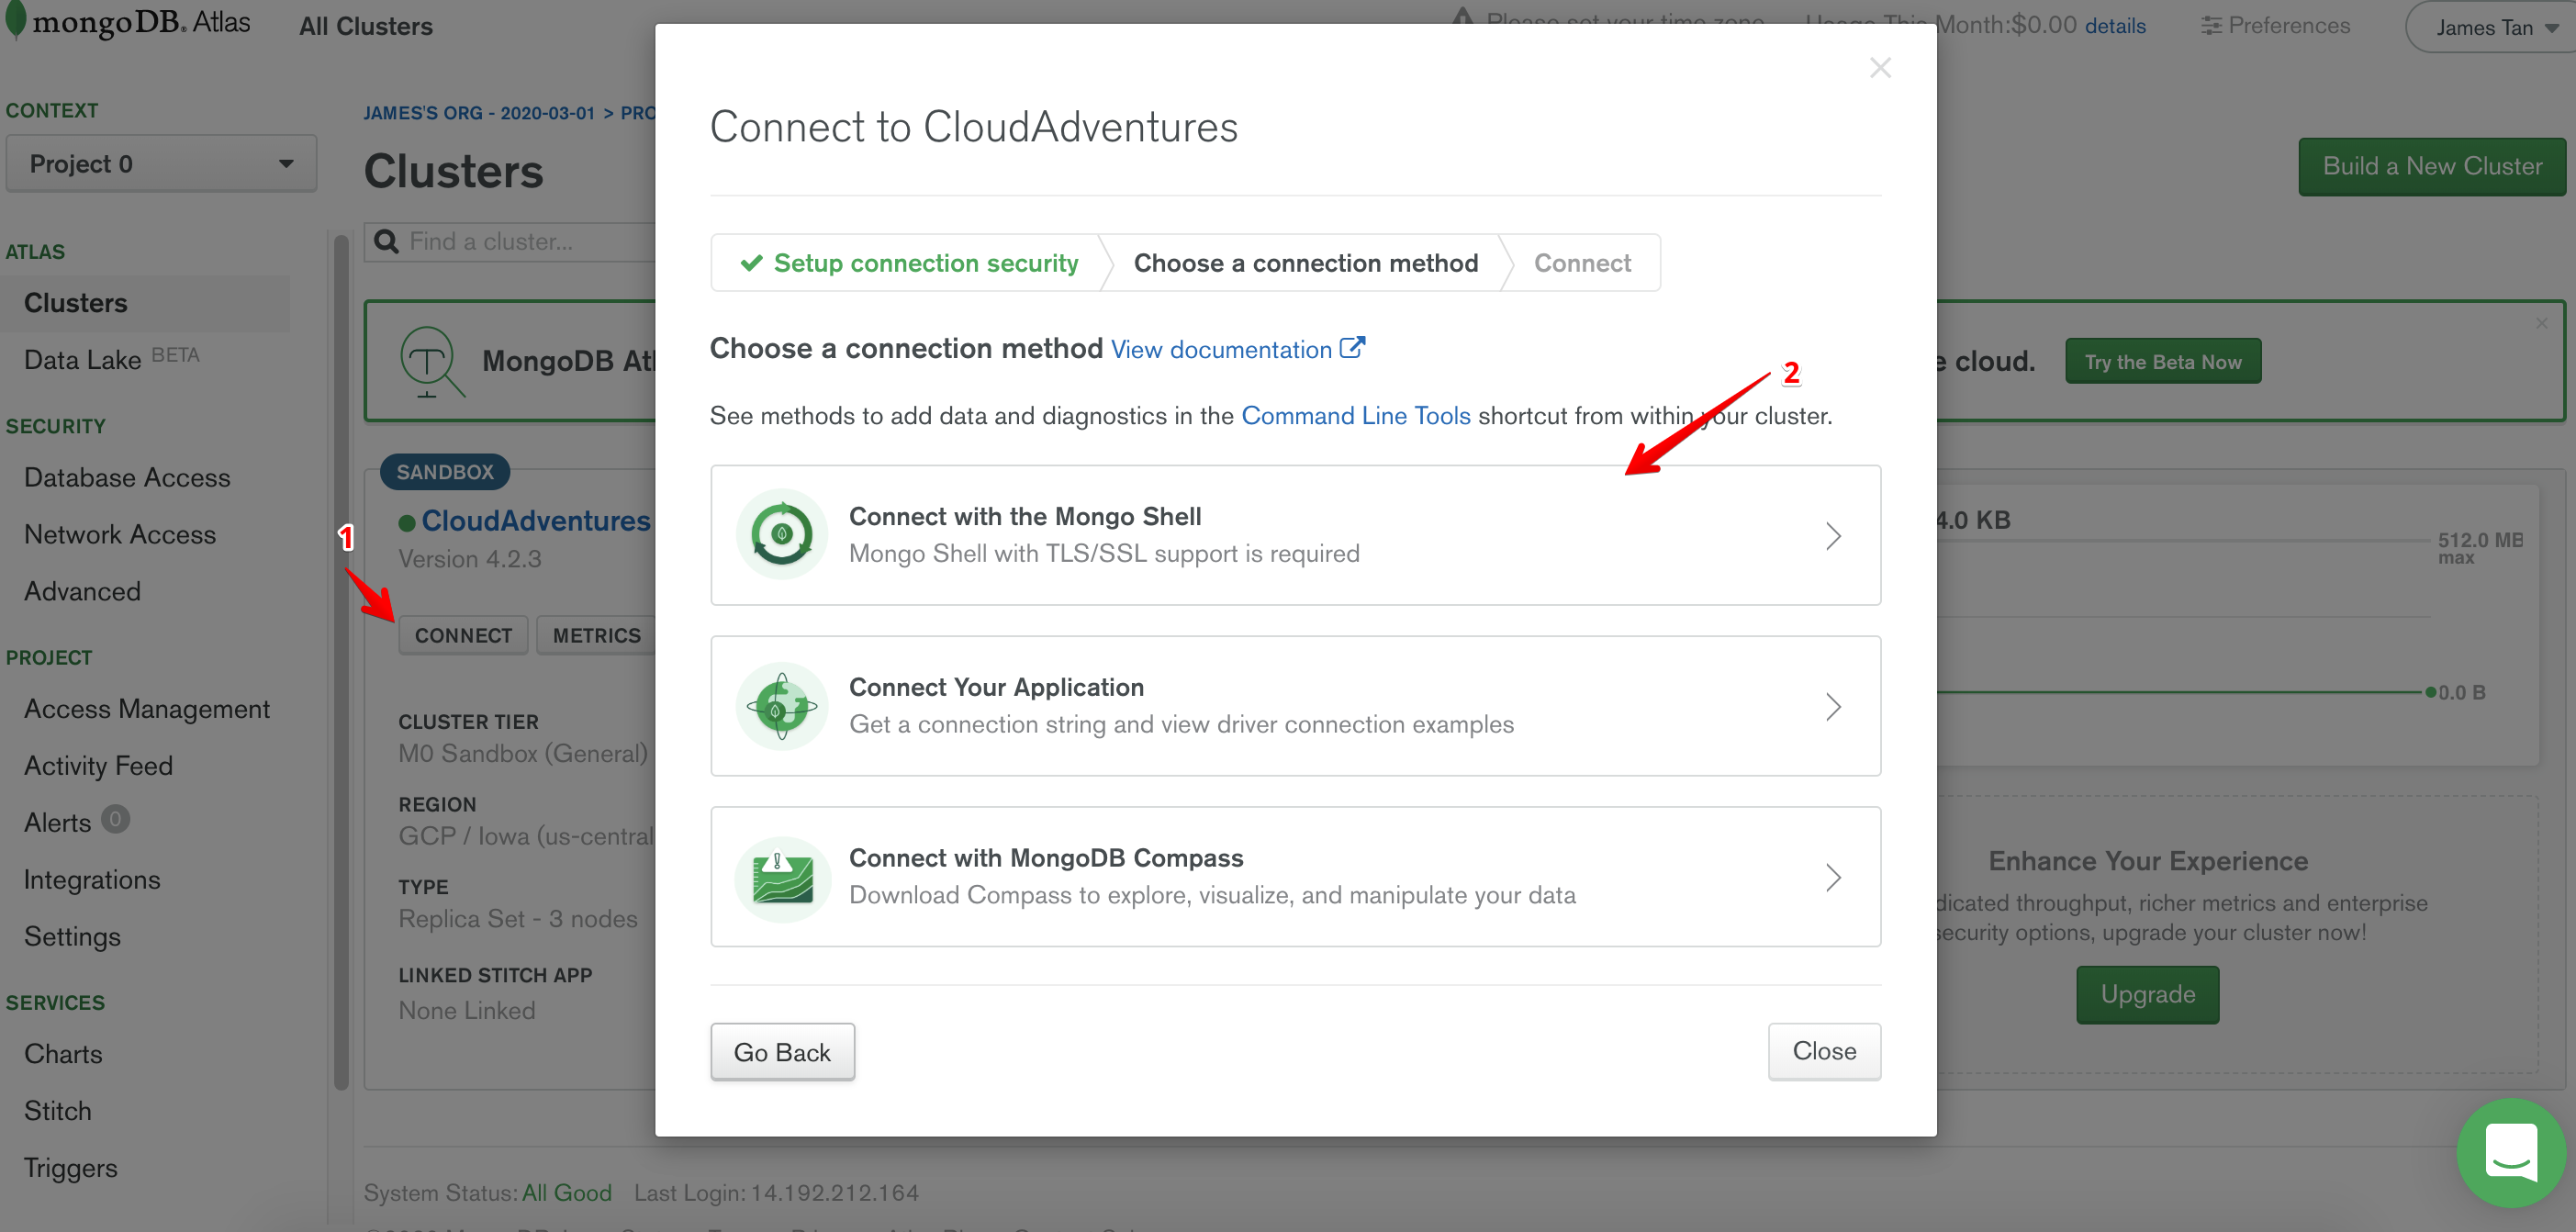 mongoDB. Atlas
All Clusters
Please set your time zone
Usage This Month:$0.00 details
Preferences
James Tan
CONTEXT
Project 0
ATLAS
Clusters
Data Lake BETA
SECURITY
Database Access
Network Access
Advanced
PROJECT
Access Management
Activity Feed
Alerts 0
Integrations
Settings
SERVICES
Charts
Stitch
Triggers
JAMES'S ORG - 2020-03-01 > PRO
Clusters
Build a New Cluster
Find a cluster...
MongoDB Atl
e cloud.
Try the Beta Now
SANDBOX
CloudAdventures
Version 4.2.3
1
CONNECT
METRICS
CLUSTER TIER
M0 Sandbox (General)
REGION
GCP / Iowa (us-central
TYPE
Replica Set - 3 nodes
LINKED STITCH APP
None Linked
Connect to CloudAdventures
Setup connection security
Choose a connection method
Connect
Choose a connection method View documentation
2
See methods to add data and diagnostics in the Command Line Tools shortcut from within your cluster.
Connect with the Mongo Shell
Mongo Shell with TLS/SSL support is required
Connect Your Application
Get a connection string and view driver connection examples
Connect with MongoDB Compass
Download Compass to explore, visualize, and manipulate your data
Go Back
Close
4.0 KB
512.0 MB
max
0.0 B
Enhance Your Experience
dicated throughput, richer metrics and enterprise
security options, upgrade your cluster now!
Upgrade
System Status: All Good
Last Login: 14.192.212.164